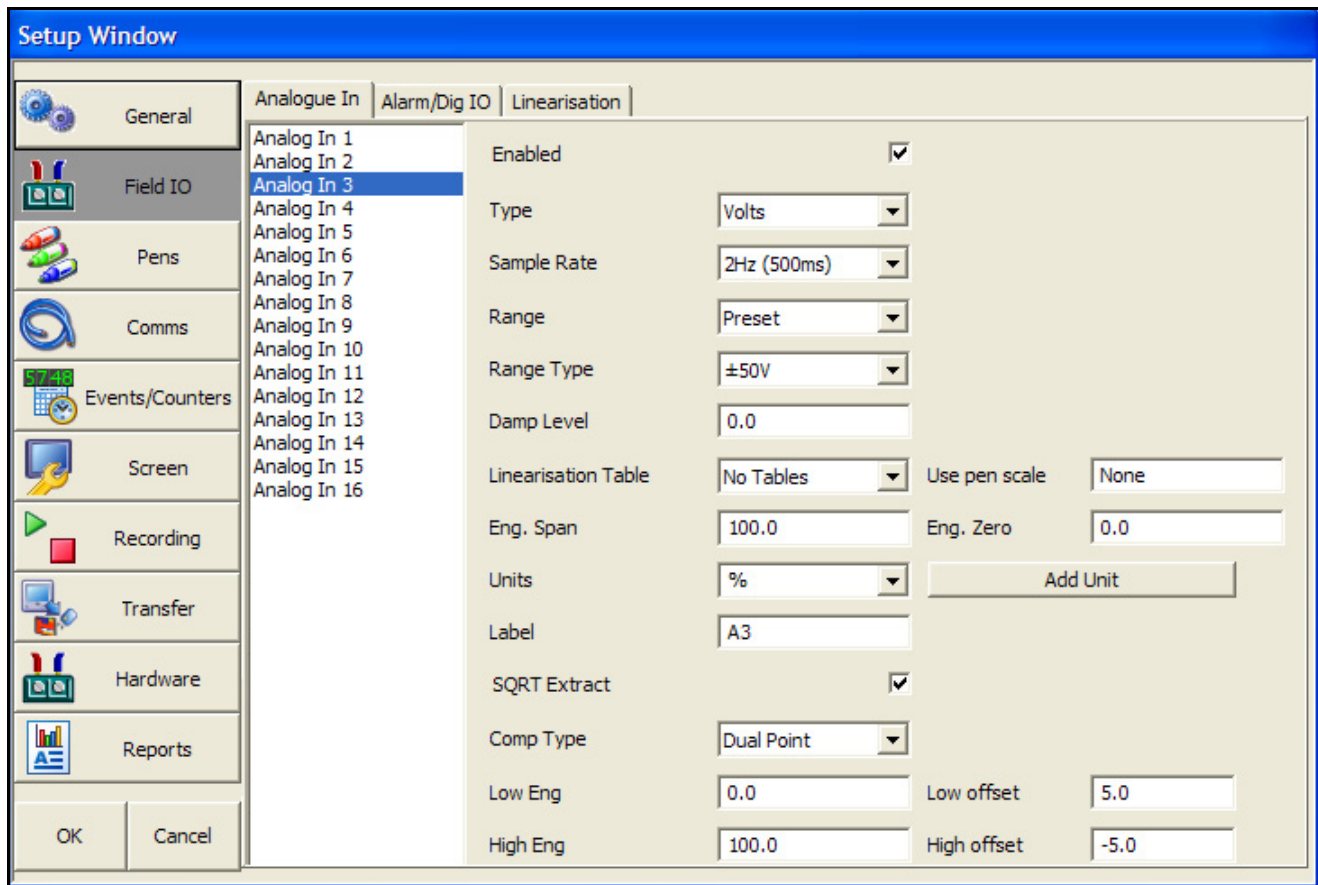 Setup Window
General
Field IO
Pens
Comms
5748
Events/Counters
Screen
Recording
Transfer
Hardware
A
Reports
OK Cancel
Analogue In Alarm/Dig IO Linearisation
Analog In 1
Analog In 2
Analog In 3
Analog In 4
Analog In 5
Analog In 6
Analog In 7
Analog In 8
Analog In 9
Analog In 10
Analog In 11
Analog In 12
Analog In 13
Analog In 14
Analog In 15
Analog In 16
Enabled
Type Volts
Sample Rate 2Hz (500ms)
Range Preset
Range Type ±50V
Damp Level 0.0
Linearisation Table No Tables Use pen scale None
Eng. Span 100.0 Eng. Zero 0.0
Units % Add Unit
Label A3
SQRT Extract
Comp Type Dual Point
Low Eng 0.0 Low offset 5.0
High Eng 100.0 High offset -5.0